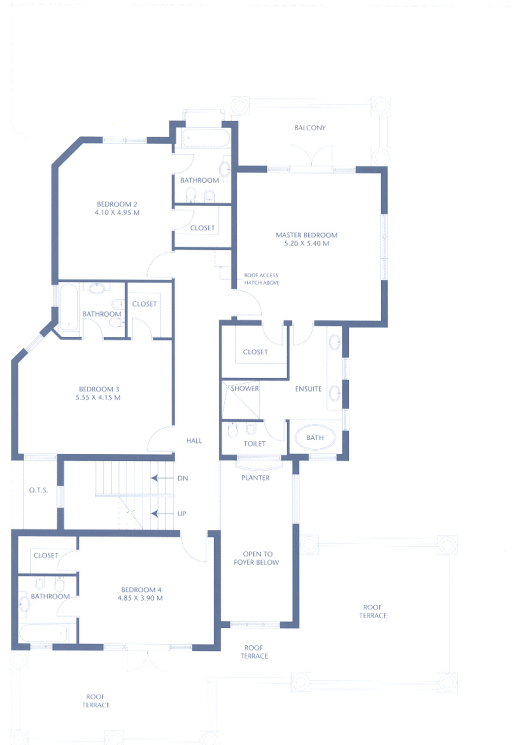 BALCONY
BATHROOM
BEDROOM 2
4.10 X 4.95 M
CLOSET
MASTER BEDROOM
5.20 X 5.40 M
ROOF ACCESS
HATCH ABOVE
BATHROOM
CLOSET
CLOSET
BEDROOM 3
5.55 X 4.15 M
SHOWER
ENSUITE
HALL
TOILET
BATH
O.T.S.
DN
PLANTER
UP
CLOSET
OPEN TO
FOYER BELOW
BEDROOM 4
4.85 X 3.90 M
BATHROOM
ROOF
TERRACE
ROOF
TERRACE
ROOF
TERRACE